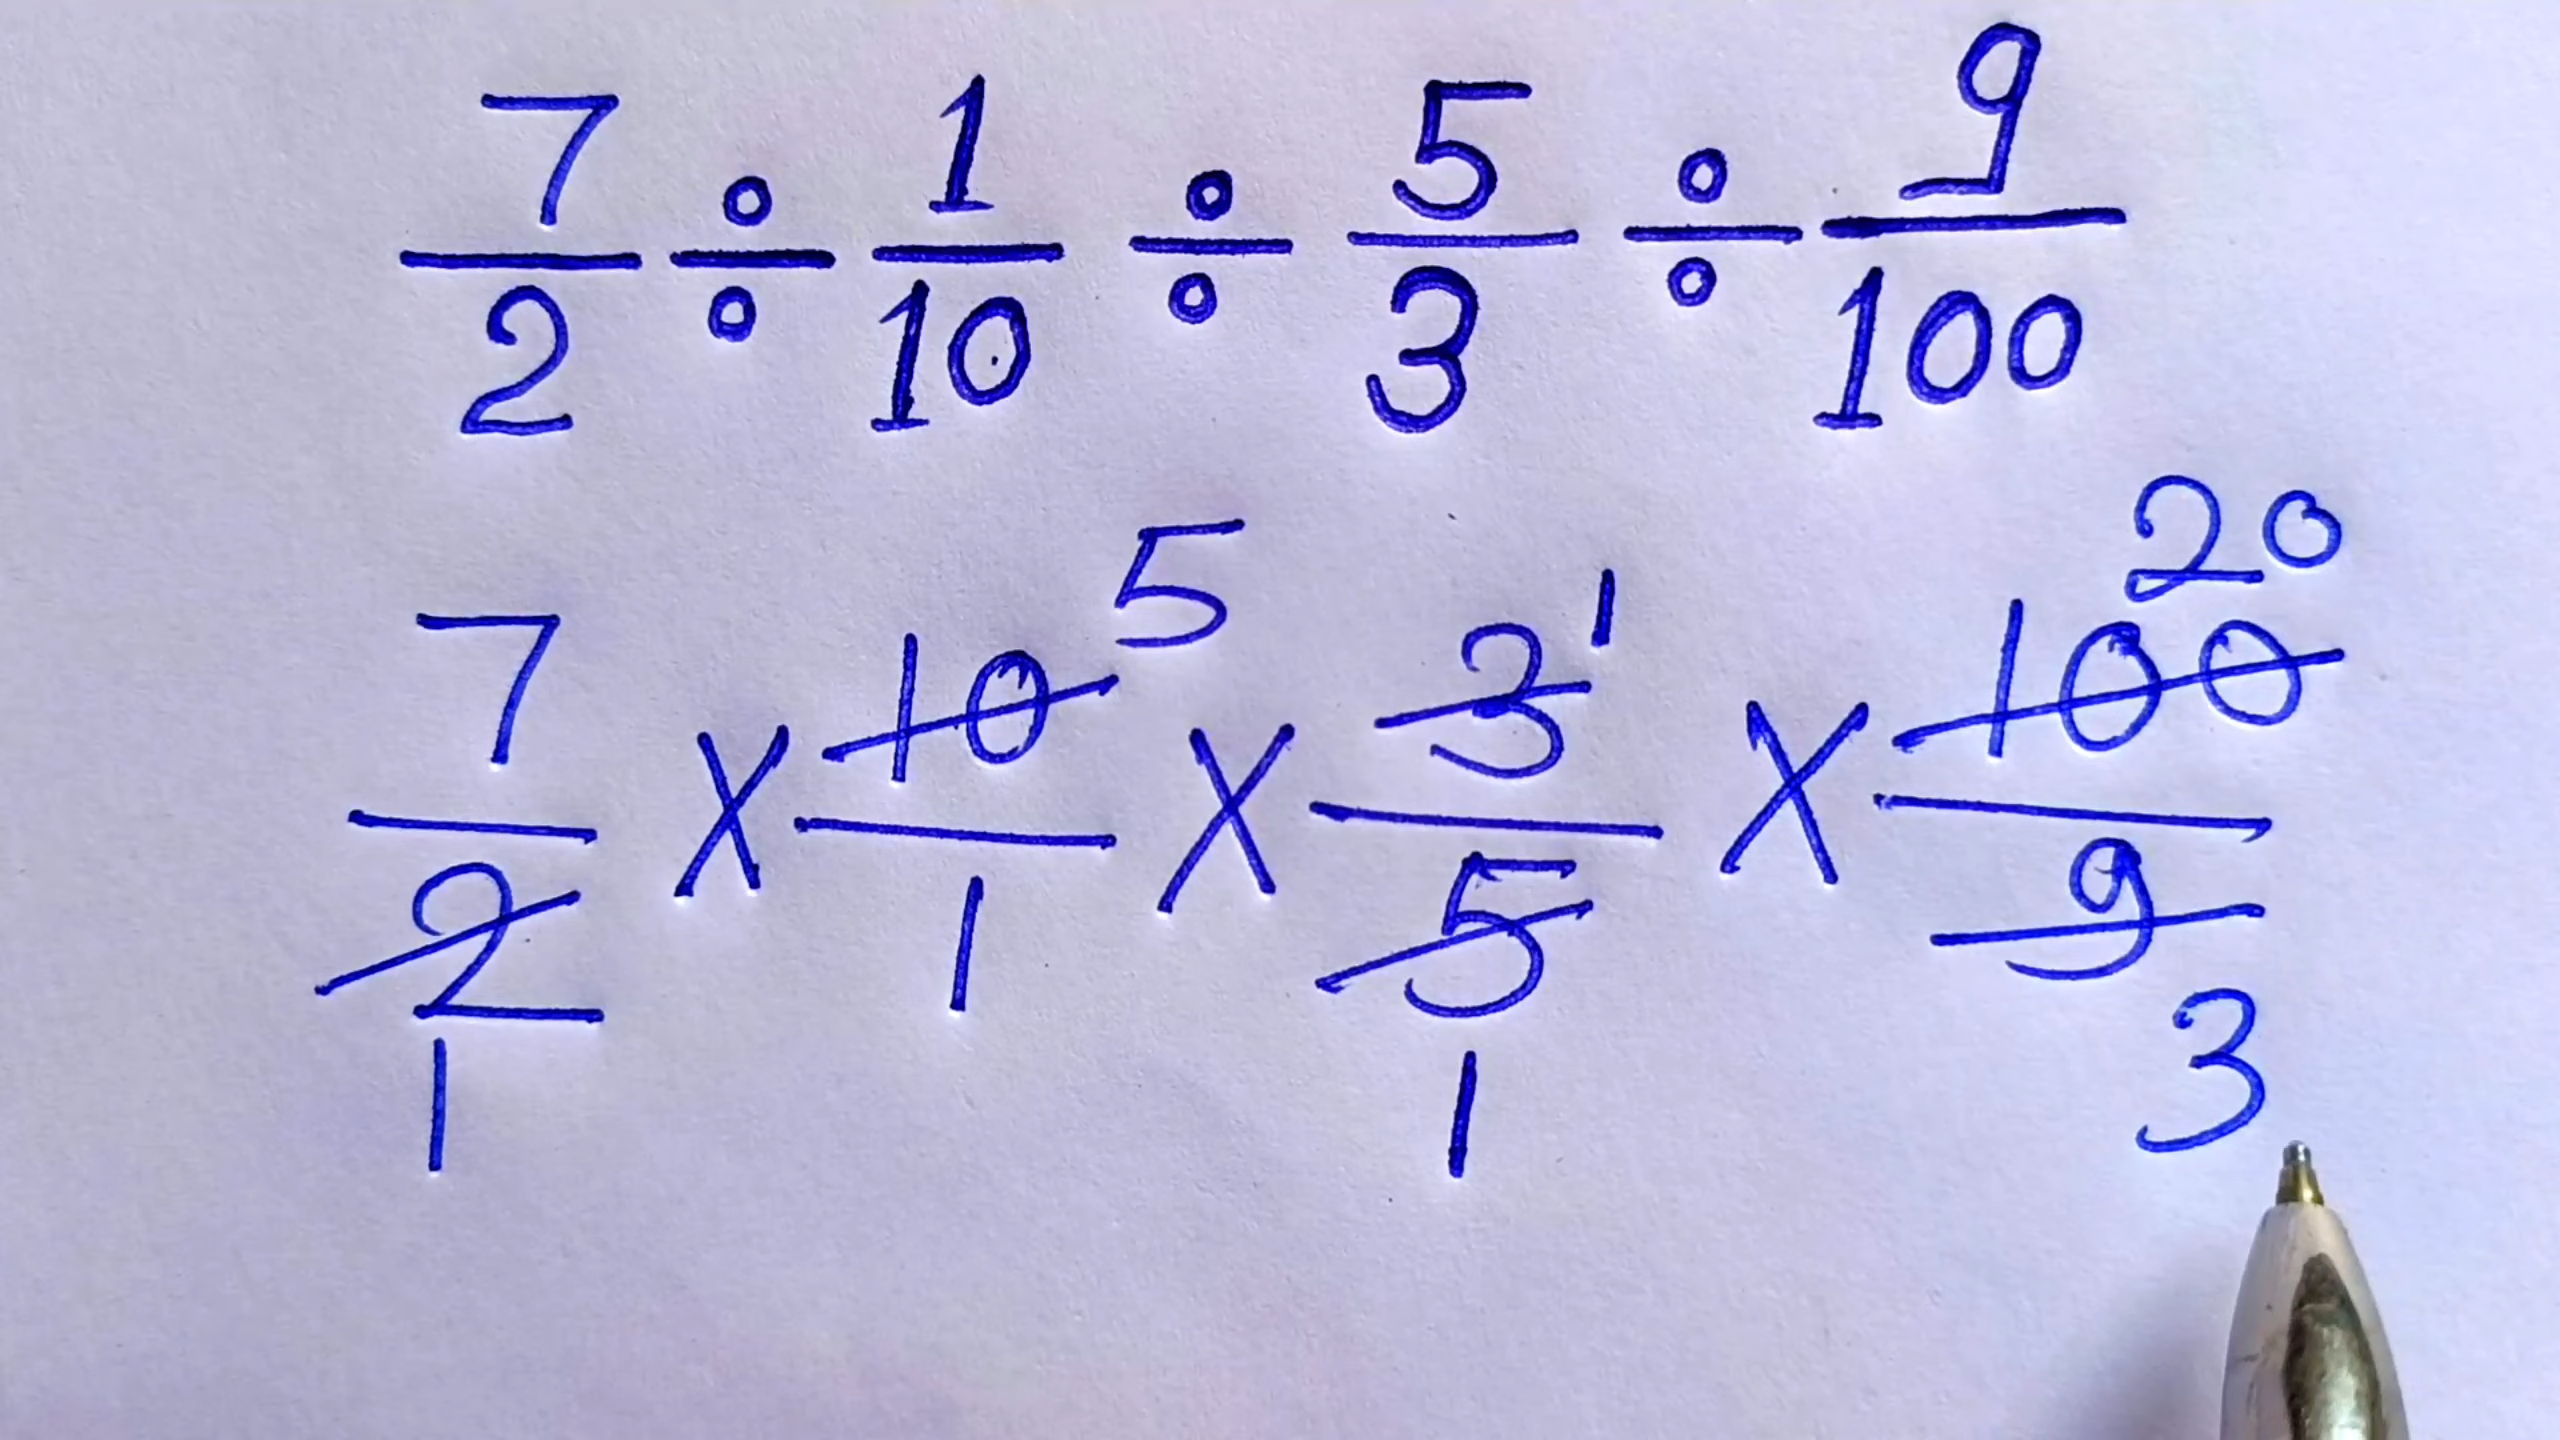 7/2 ÷ 1/10 ÷ 5/3 ÷ 9/100
5 1 20
7/2 × 10/1 × 3/5 × 100/9
1 1 3